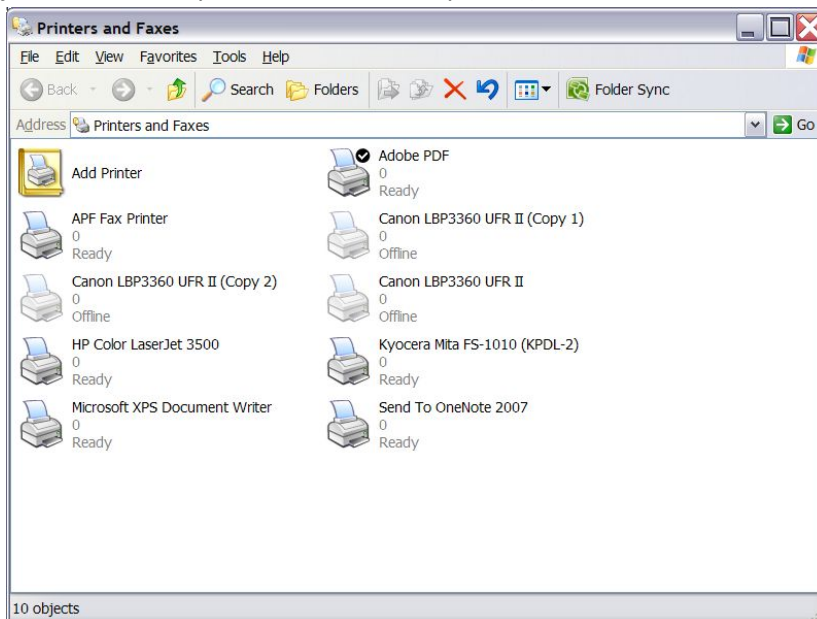 Printers and Faxes
File Edit View Favorites Tools Help
Back Search Folders Folder Sync
Address Printers and Faxes Go
Add Printer
Adobe PDF
0
Ready
APF Fax Printer
0
Ready
Canon LBP3360 UFR II (Copy 1)
0
Offline
Canon LBP3360 UFR II (Copy 2)
0
Offline
Canon LBP3360 UFR II
0
Offline
HP Color LaserJet 3500
0
Ready
Kyocera Mita FS-1010 (KPDL-2)
0
Ready
Microsoft XPS Document Writer
0
Ready
Send To OneNote 2007
0
Ready
10 objects